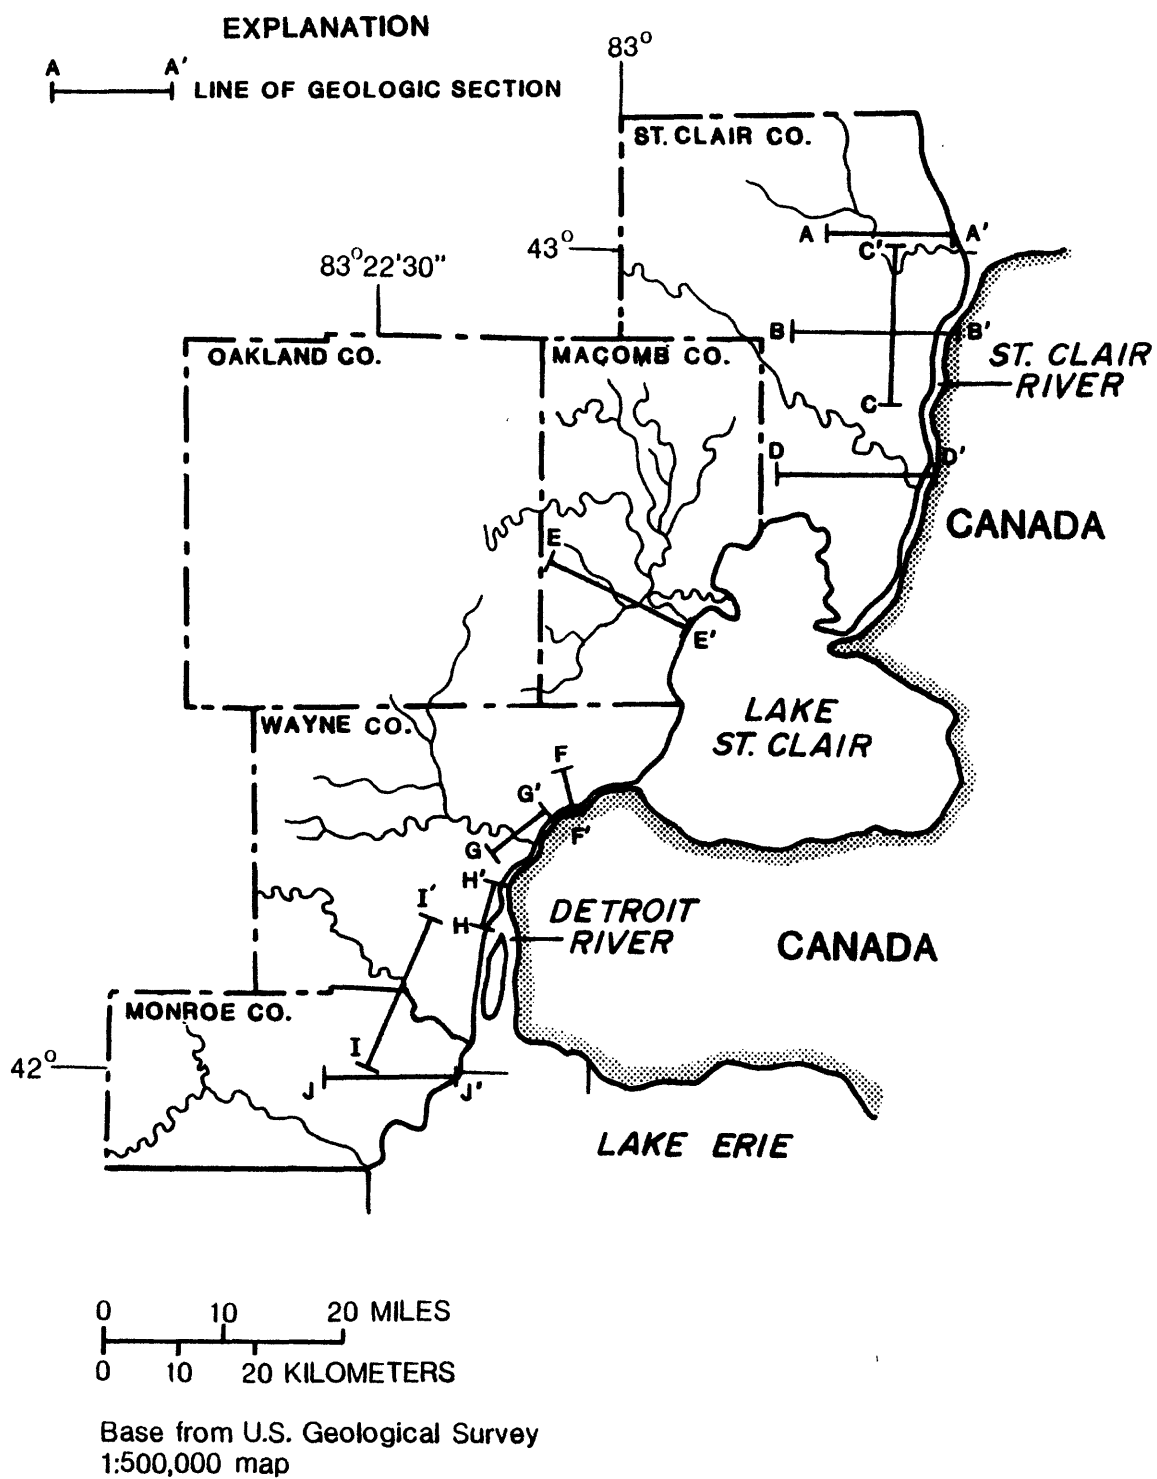 EXPLANATION
A A'
LINE OF GEOLOGIC SECTION
83°
ST. CLAIR CO.
A A'
43°
C'
83°22'30"
B B'
OAKLAND CO. MACOMB CO.
ST. CLAIR
RIVER
C
D D'
CANADA
E
E'
LAKE
ST. CLAIR
WAYNE CO.
F
G'
F'
G
H'
I'
DETROIT
H
RIVER
CANADA
MONROE CO.
I
42°
J J'
LAKE ERIE
0 10 20 MILES
0 10 20 KILOMETERS
Base from U.S. Geological Survey
1:500,000 map